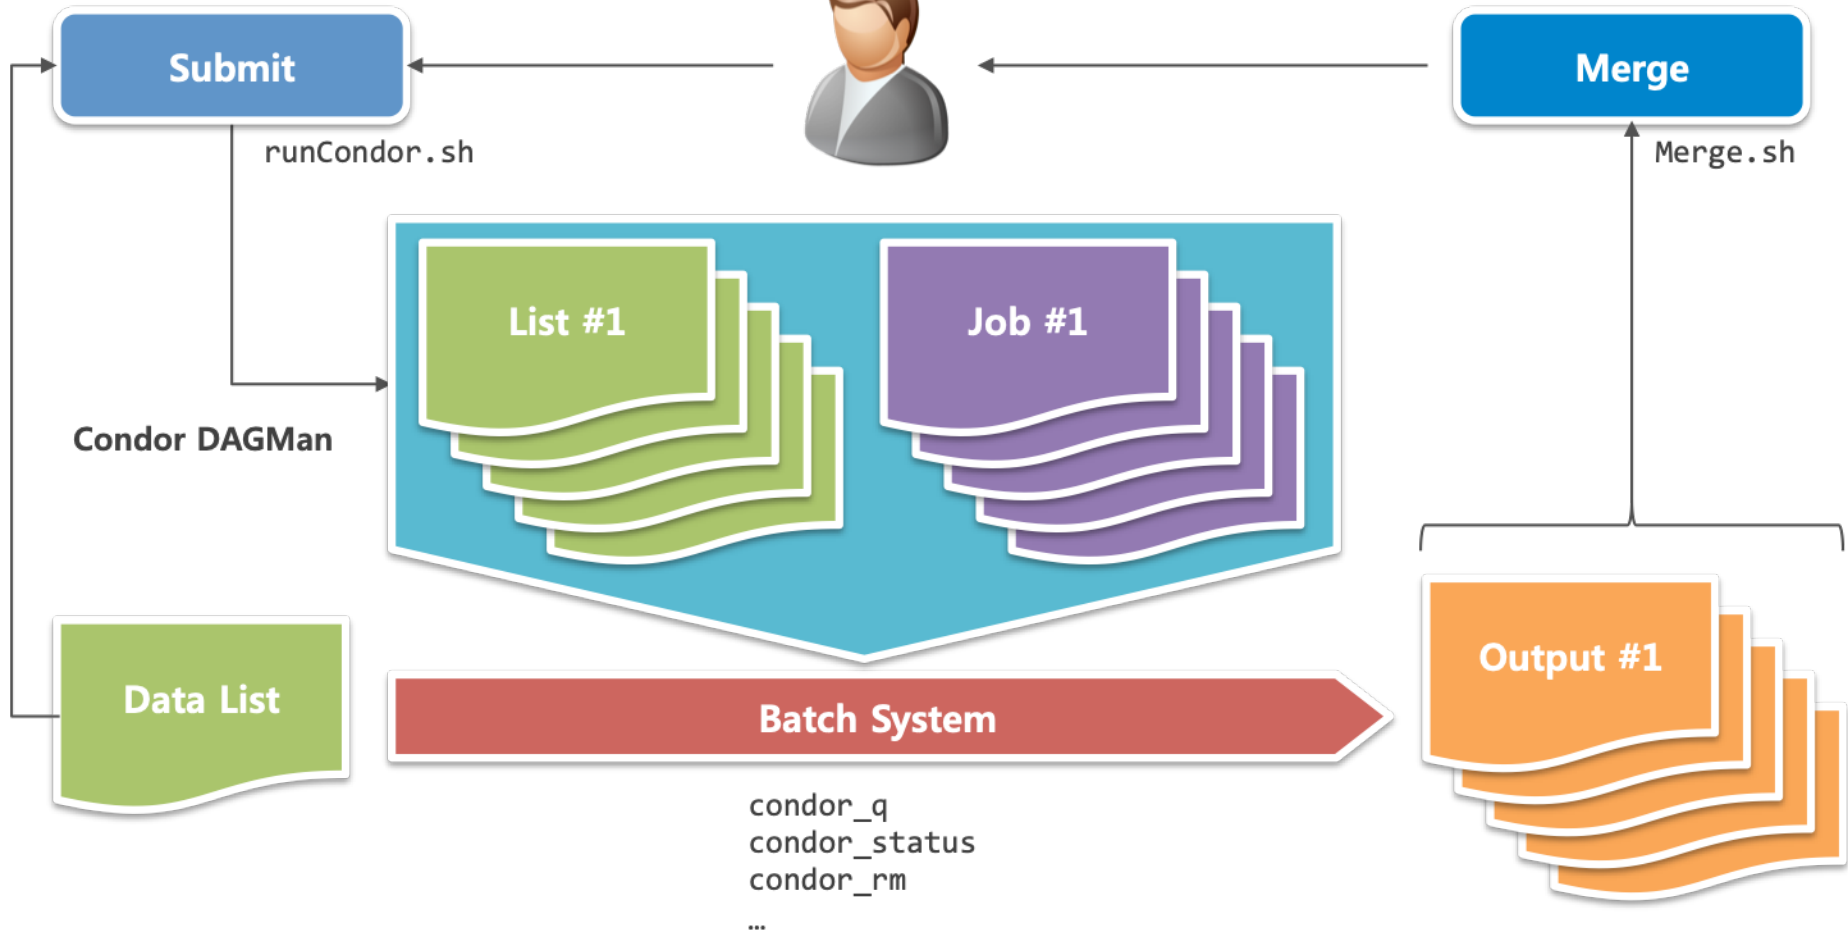 Submit
Merge
runCondor.sh
Merge.sh
List #1
Job #1
Condor DAGMan
Output #1
Data List
Batch System
condor_q
condor_status
condor_rm
…